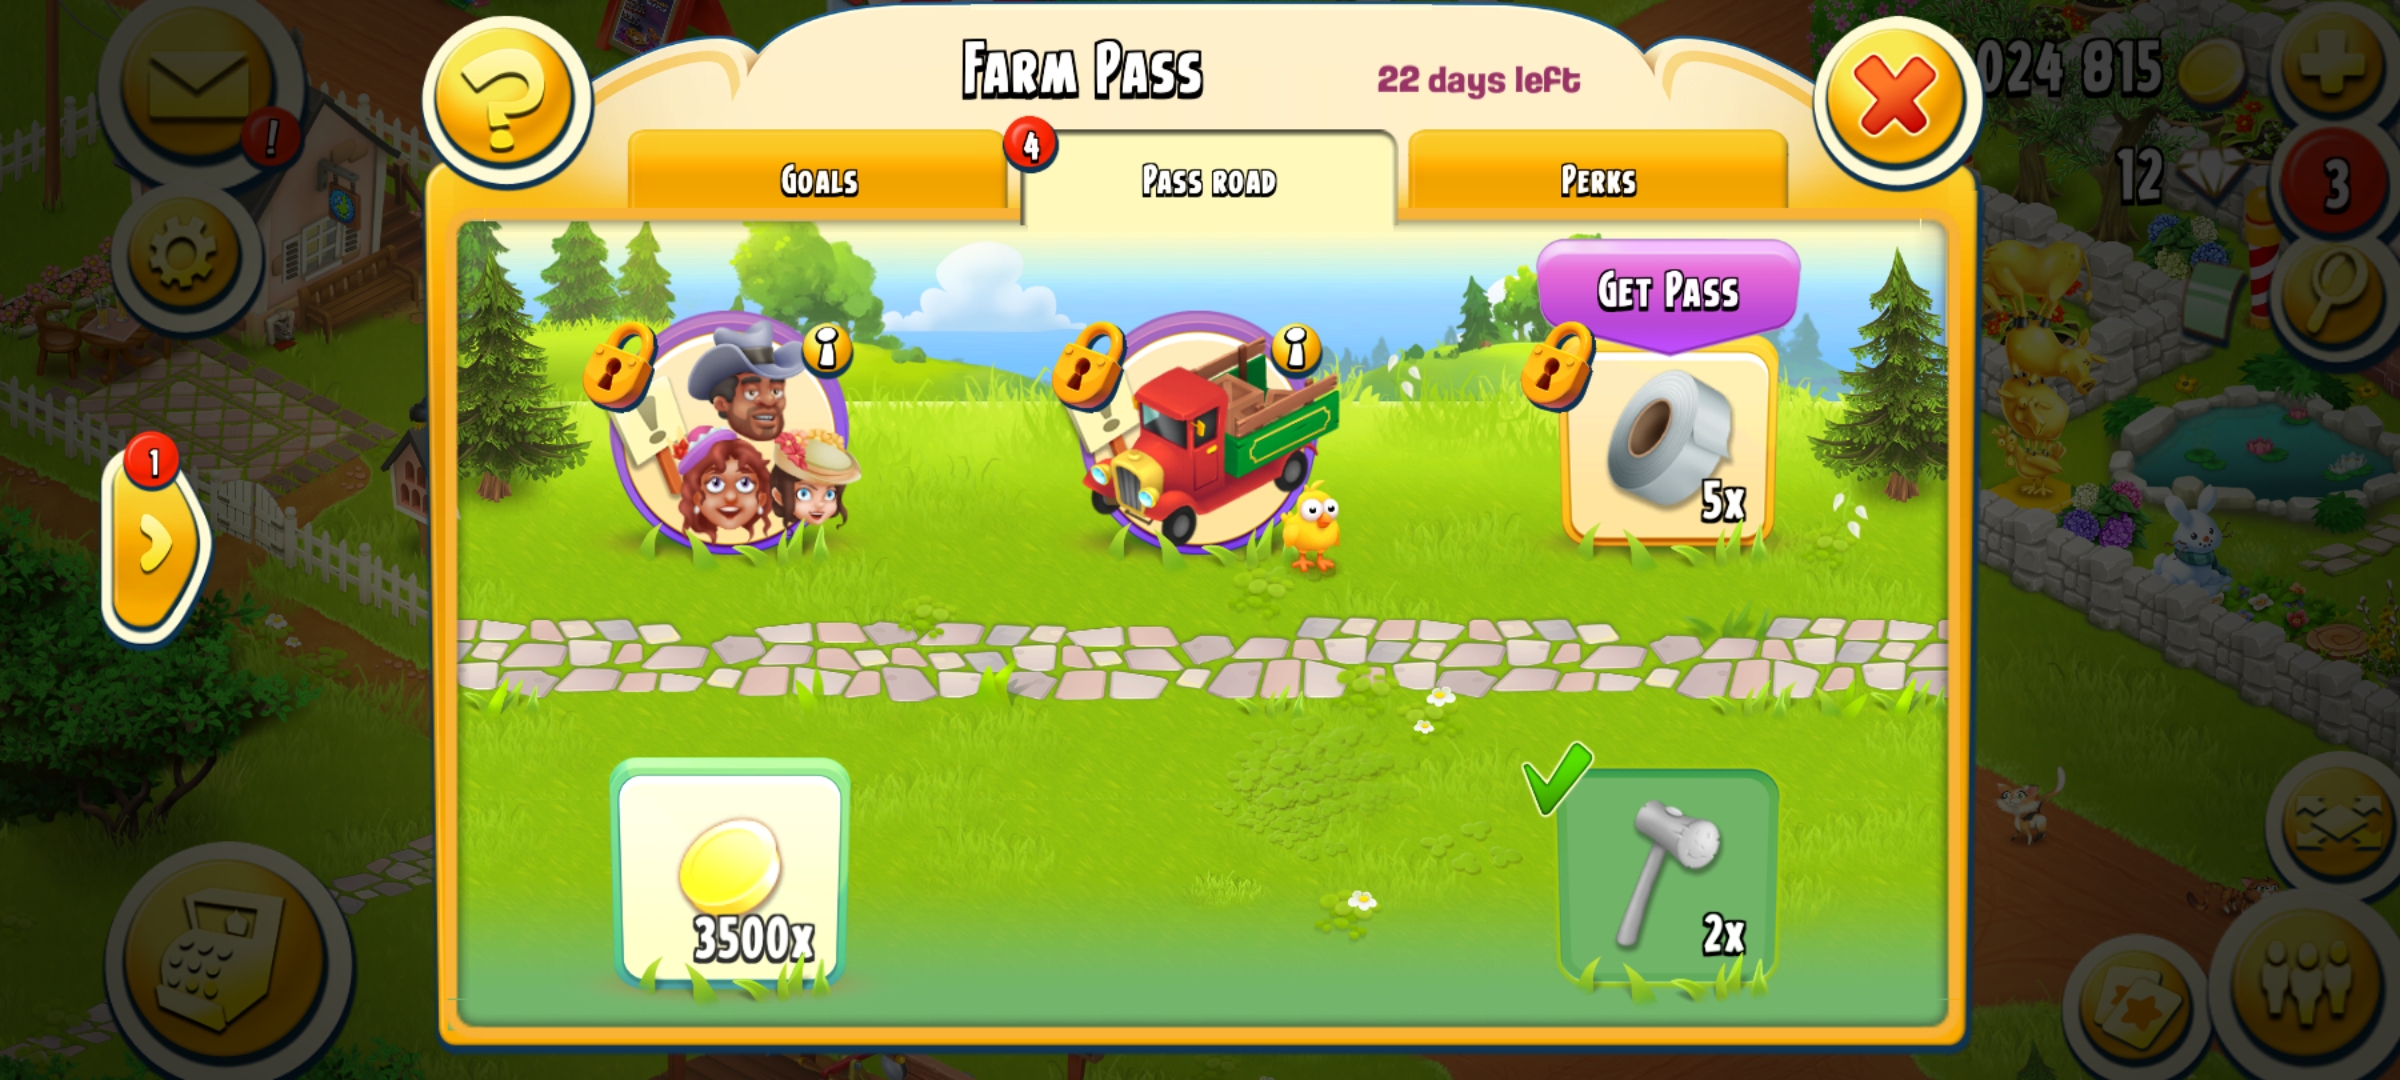 FARM PASS
22 days left
GOALS
4
PASS ROAD
PERKS
024 815
12
3
!
GET PASS
5x
1
3500x
2x